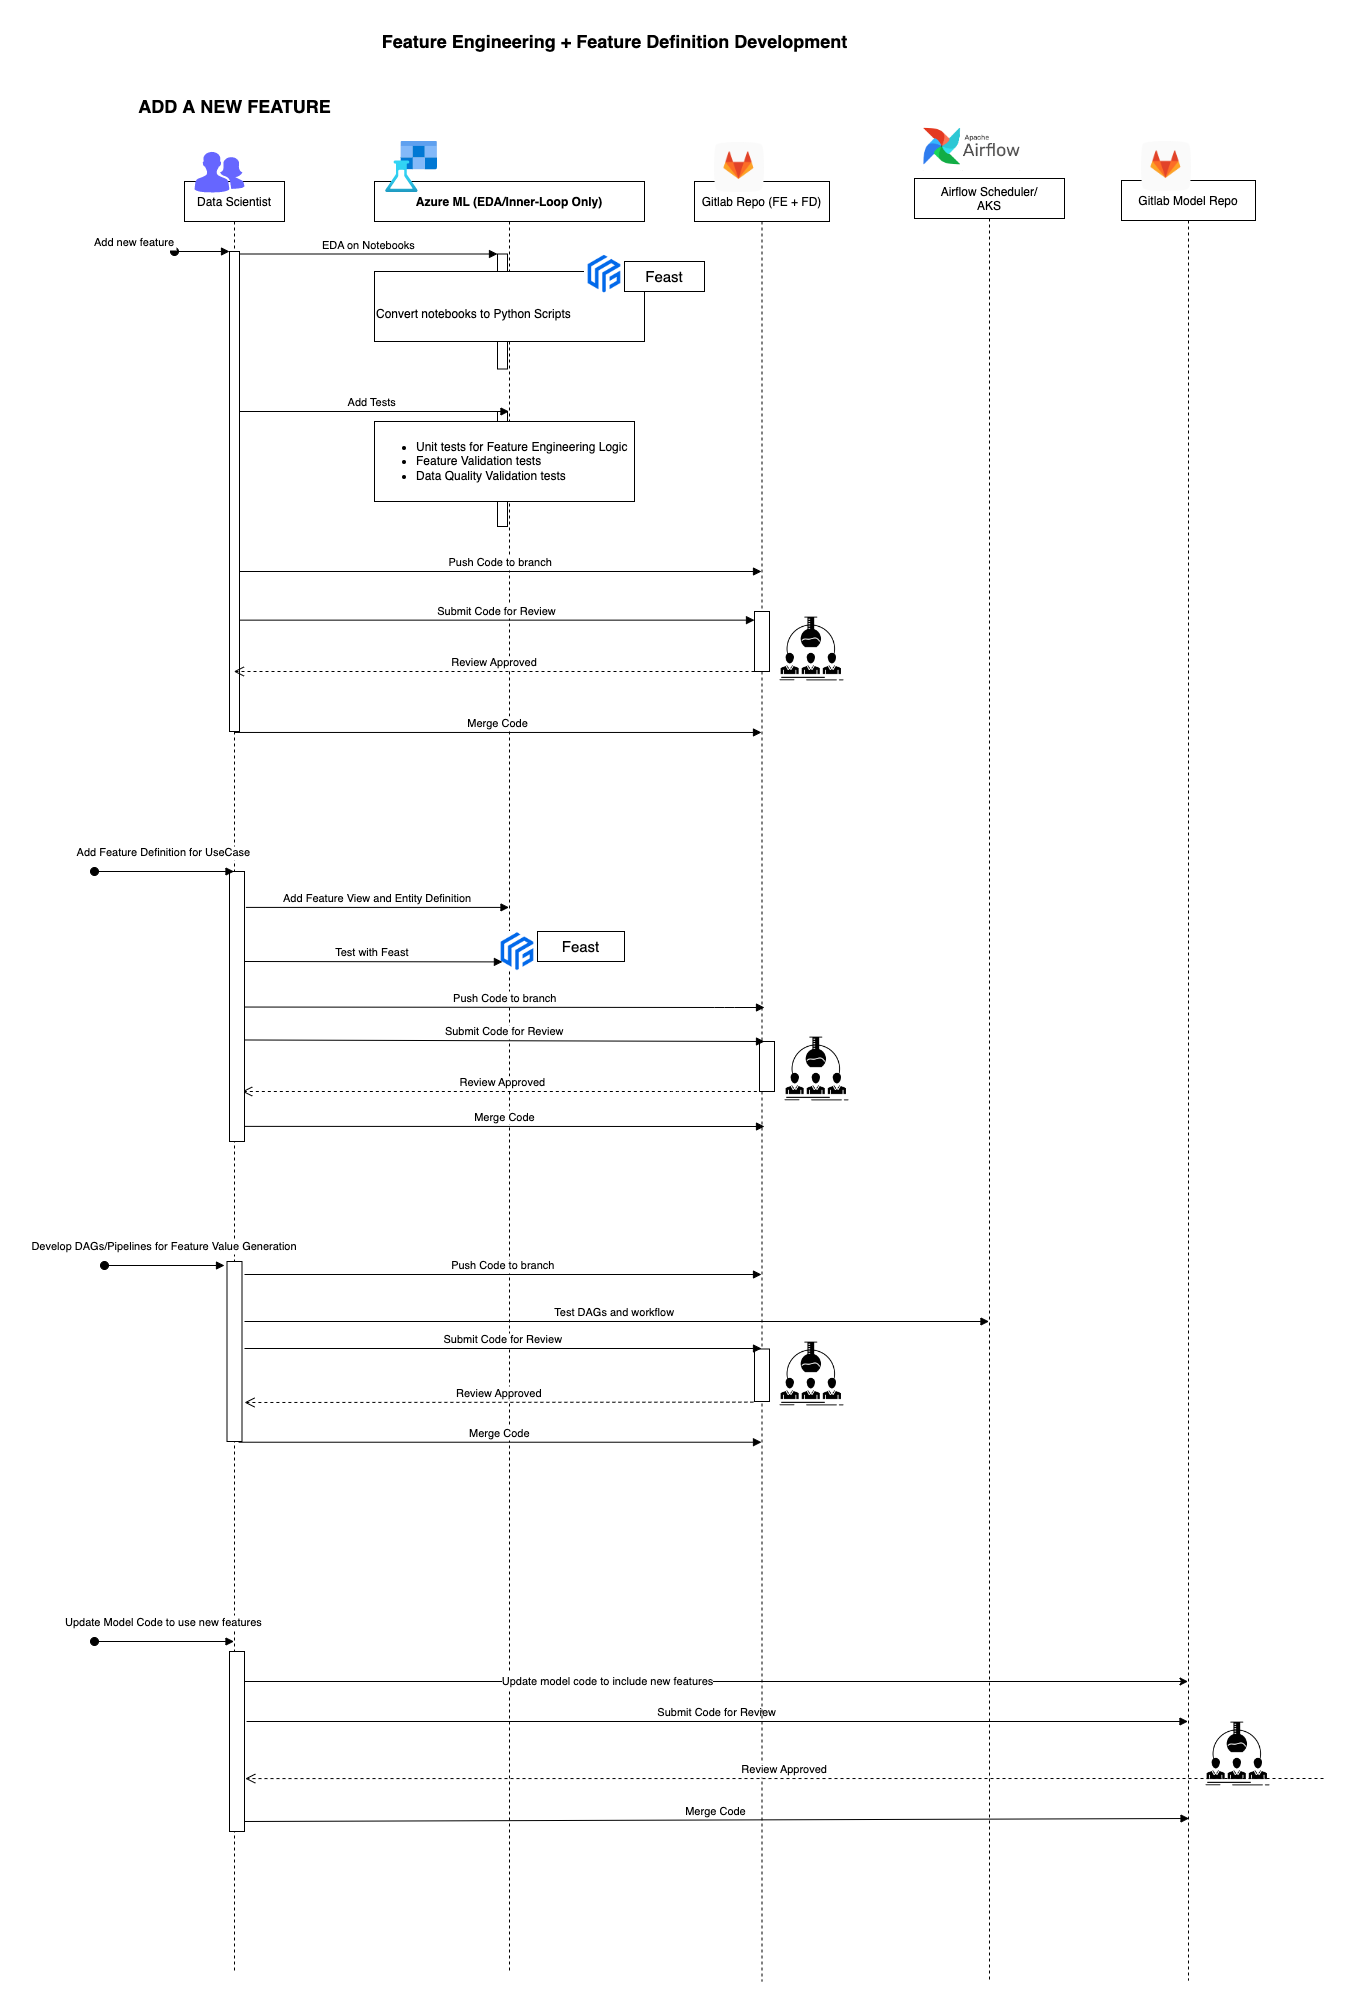 Feature Engineering + Feature Definition Development
ADD A NEW FEATURE
Apache
Airflow
Data Scientist
Azure ML (EDA/Inner-Loop Only)
Gitlab Repo (FE + FD)
Airflow Scheduler/
AKS
Gitlab Model Repo
Add new feature
EDA on Notebooks
Feast
Convert notebooks to Python Scripts
Add Tests
• Unit tests for Feature Engineering Logic
• Feature Validation tests
• Data Quality Validation tests
Push Code to branch
Submit Code for Review
Review Approved
Merge Code
Add Feature Definition for UseCase
Add Feature View and Entity Definition
Feast
Test with Feast
Push Code to branch
Submit Code for Review
Review Approved
Merge Code
Develop DAGs/Pipelines for Feature Value Generation
Push Code to branch
Test DAGs and workflow
Submit Code for Review
Review Approved
Merge Code
Update Model Code to use new features
Update model code to include new features
Submit Code for Review
Review Approved
Merge Code